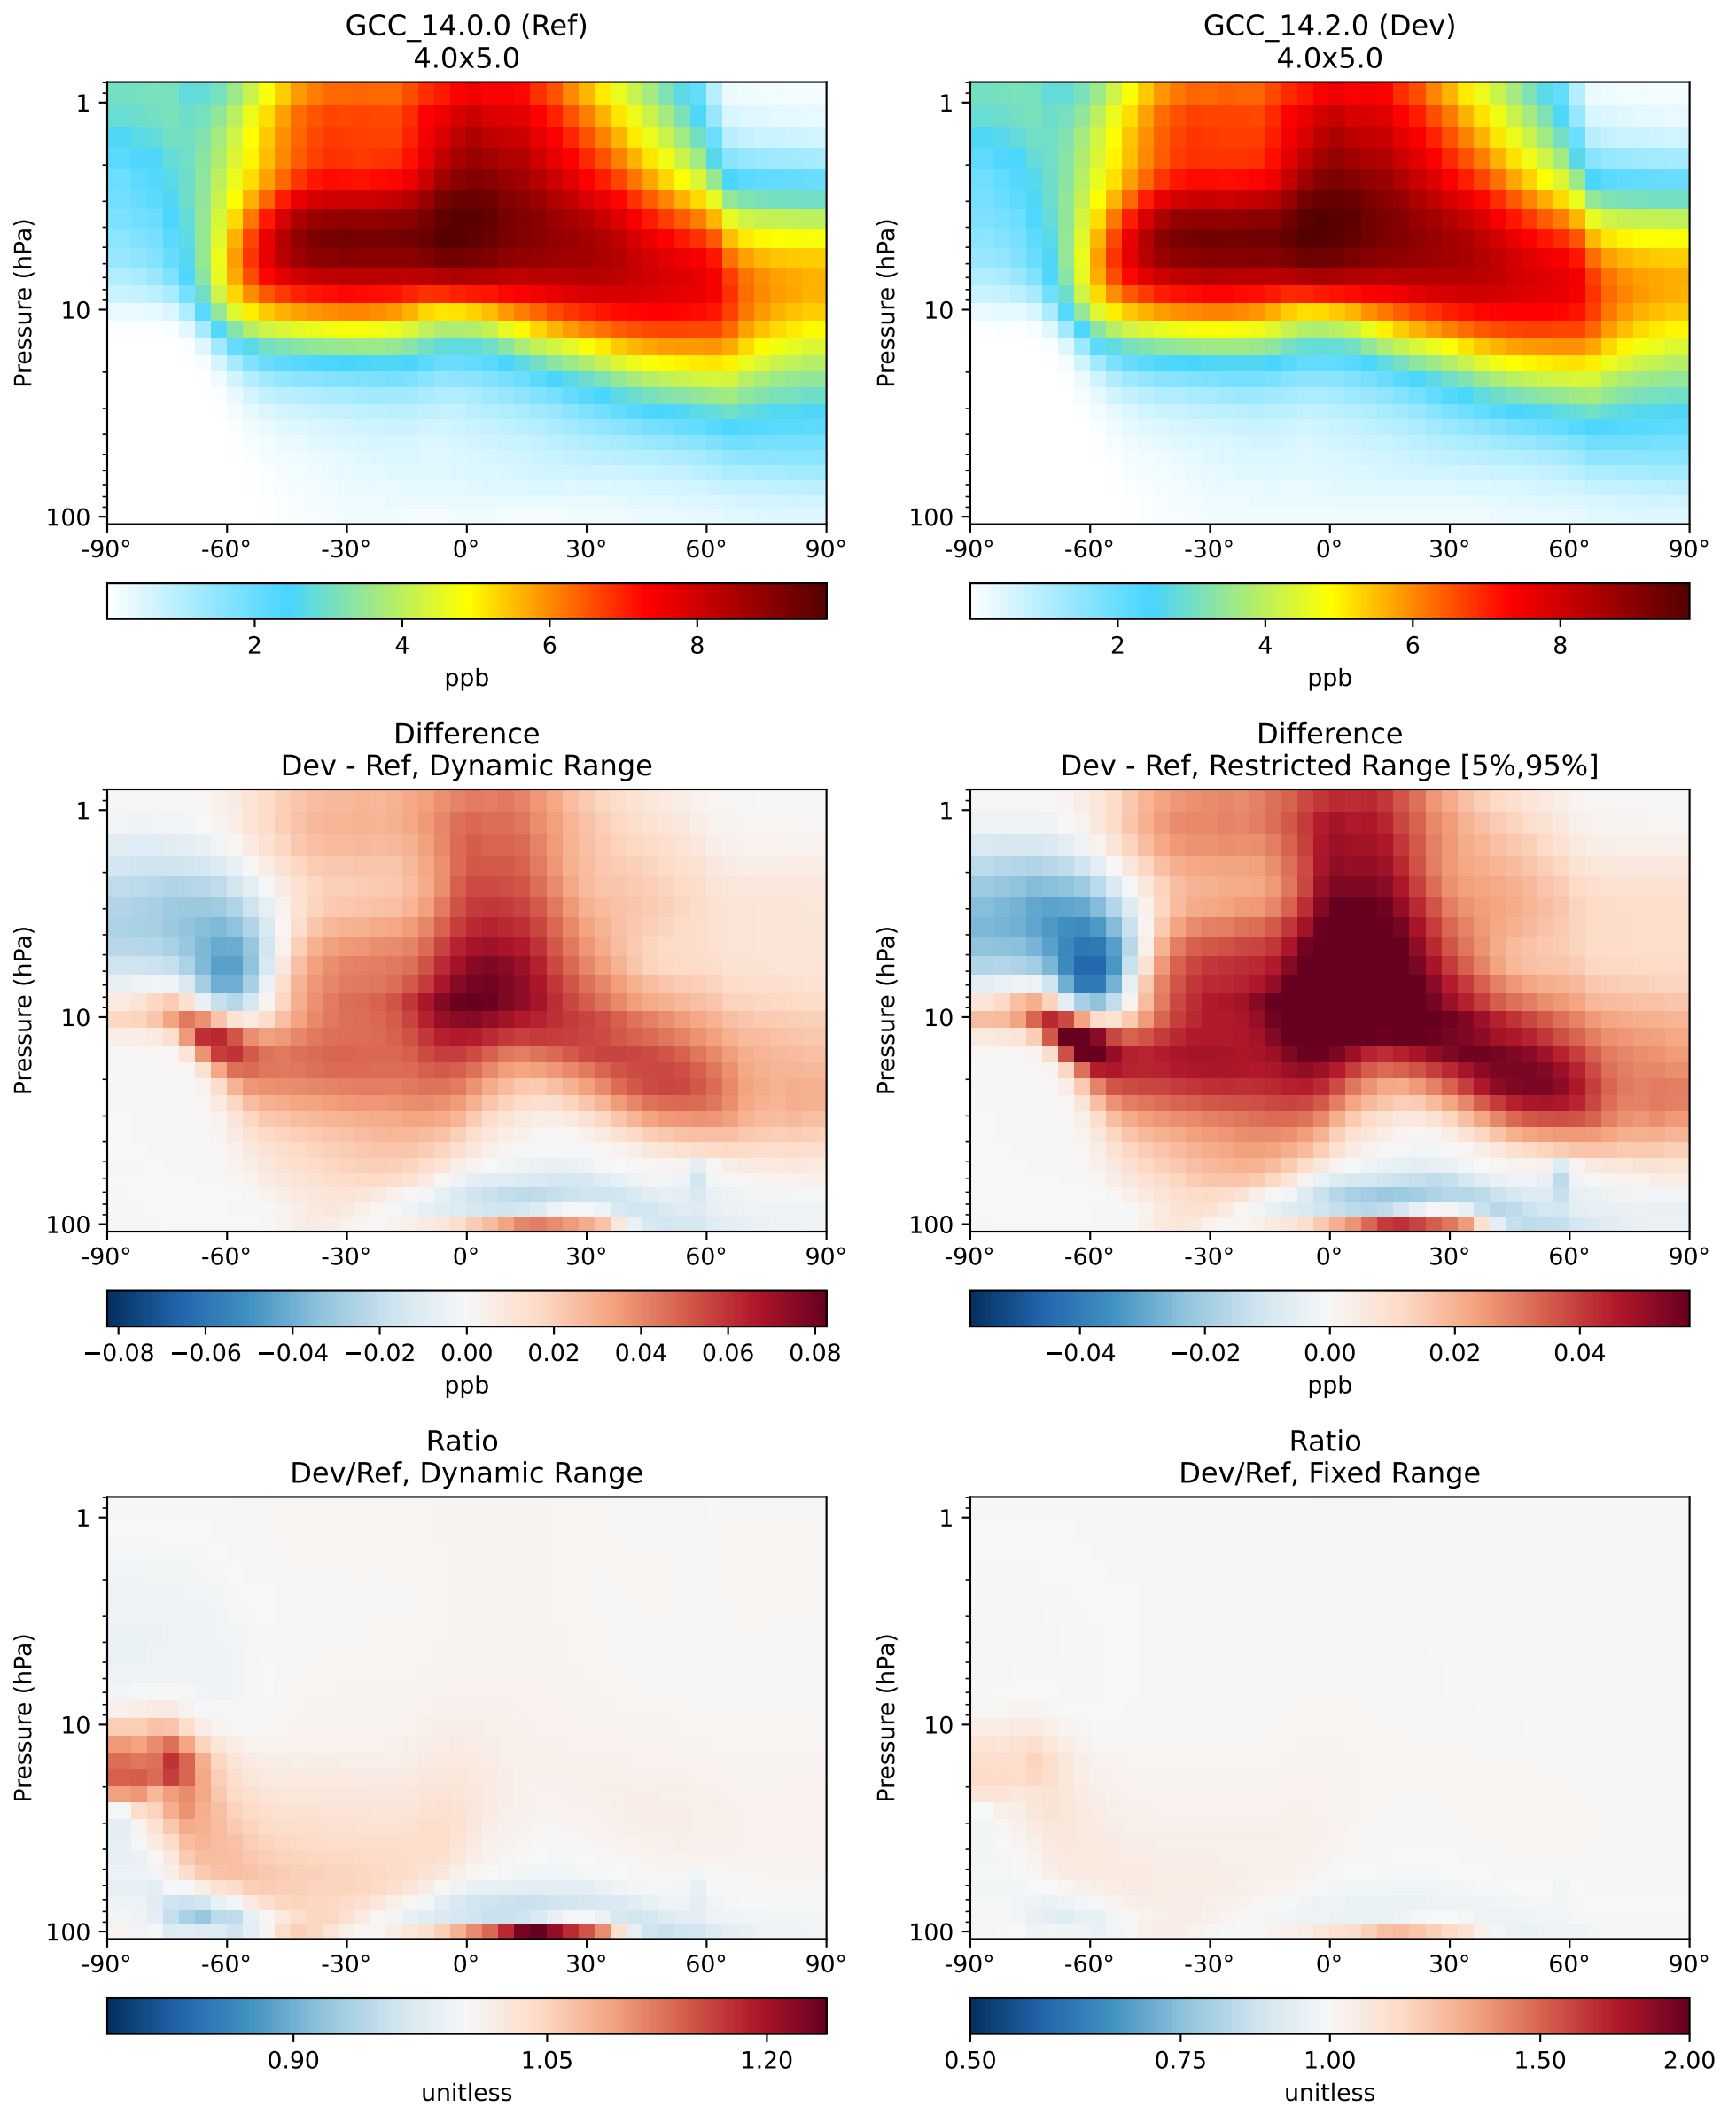 GCC_14.0.0 (Ref)
4.0x5.0
GCC_14.2.0 (Dev)
4.0x5.0
Pressure (hPa)
1
10
100
-90° -60° -30° 0° 30° 60° 90°
2 4 6 8
ppb
Pressure (hPa)
1
10
100
-90° -60° -30° 0° 30° 60° 90°
2 4 6 8
ppb
Difference
Dev - Ref, Dynamic Range
Difference
Dev - Ref, Restricted Range [5%,95%]
Pressure (hPa)
1
10
100
-90° -60° -30° 0° 30° 60° 90°
−0.08 −0.06 −0.04 −0.02 0.00 0.02 0.04 0.06 0.08
ppb
Pressure (hPa)
1
10
100
-90° -60° -30° 0° 30° 60° 90°
−0.04 −0.02 0.00 0.02 0.04
ppb
Ratio
Dev/Ref, Dynamic Range
Ratio
Dev/Ref, Fixed Range
Pressure (hPa)
1
10
100
-90° -60° -30° 0° 30° 60° 90°
0.90 1.05 1.20
unitless
Pressure (hPa)
1
10
100
-90° -60° -30° 0° 30° 60° 90°
0.50 0.75 1.00 1.50 2.00
unitless